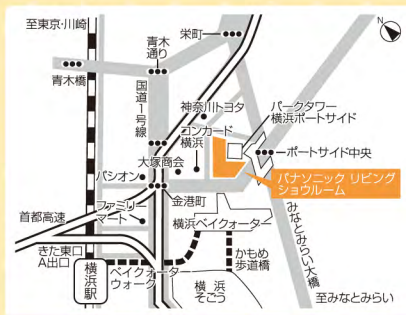 至東京・川崎
青木
通り
栄町
N
青木橋
国道1号線
神奈川トヨタ
パークタワー
横浜ポートサイド
コンカード
横浜
ポートサイド中央
大塚商会
パシオン
パナソニック リビング
ショウルーム
ファミリー
マート
金港町
首都高速
横浜ベイクォーター
みなとみらい大橋
きた東口
A出口
横浜駅
ベイクォーター
ウォーク
かもめ
歩道橋
横浜
そごう
至みなとみらい